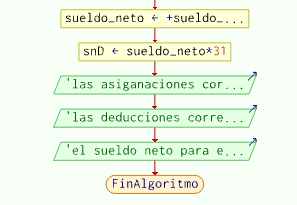 sueldo_neto ← +sueldo_...
snD ← sueldo_neto*31
'las asiganaciones cor...
'las deducciones corre...
'el sueldo neto para e...
FinAlgoritmo